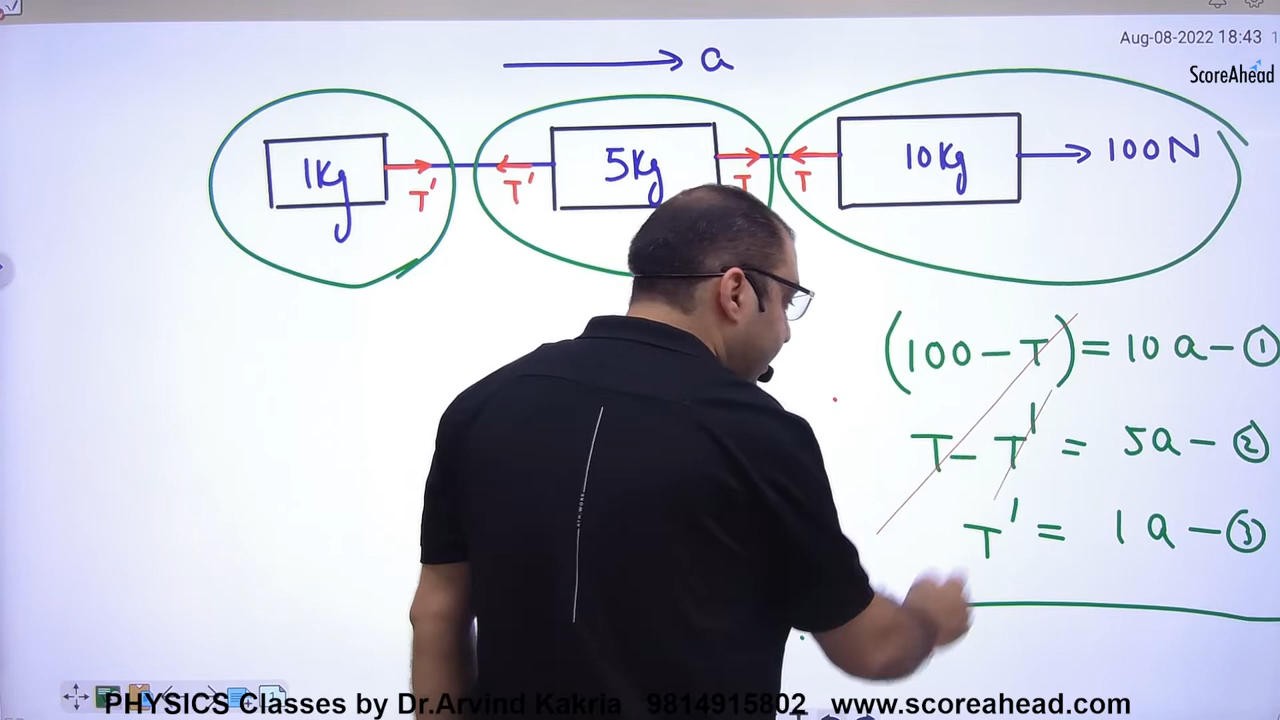 Aug-08-2022 18:43 1
ScoreAhead
a
1Kg
5Kg
10Kg
100N
T' T' T T
(100 - T) = 10 a - ①
T - T' = 5a - ②
T' = 1 a - ③
PHYSICS Classes by Dr.Arvind Kakria 9814915802 www.scoreahead.com